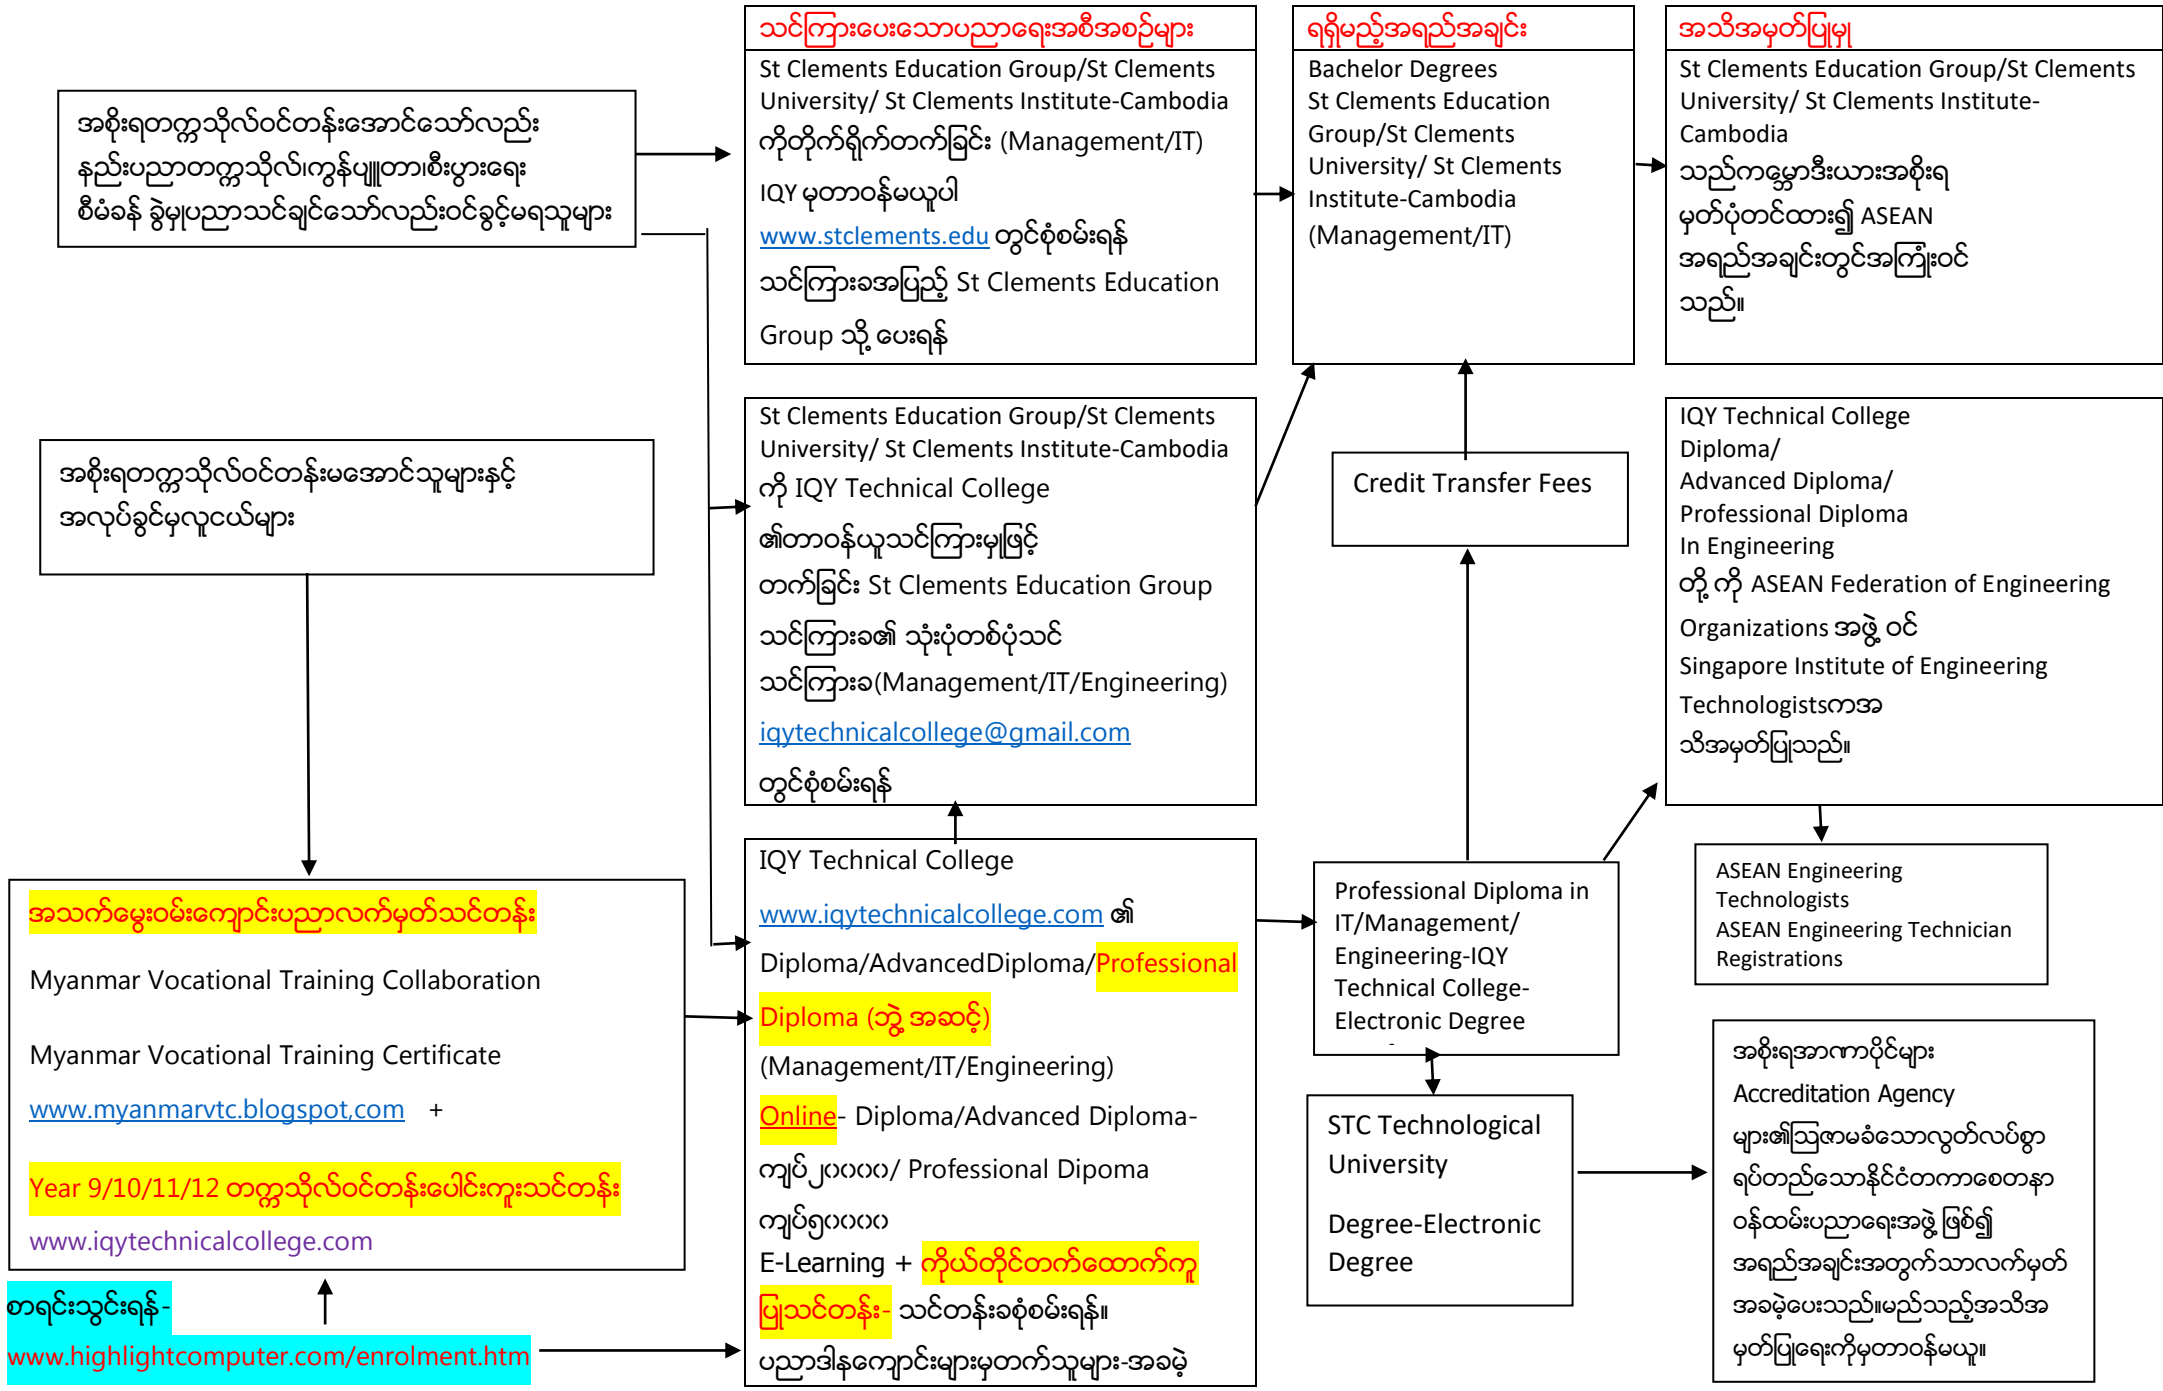 သင်ကြားပေးသောပညာရေးအစီအစဉ်များ
St Clements Education Group/St Clements
University/ St Clements Institute-Cambodia
ကိုတိုက်ရိုက်တက်ခြင်း (Management/IT)
IQY မှတာဝန်မယူပါ
www.stclements.edu တွင်စုံစမ်းရန်
သင်ကြားခအပြည့် St Clements Education
Group သို့ ပေးရန်
ရရှိမည့်အရည်အချင်း
Bachelor Degrees
St Clements Education
Group/St Clements
University/ St Clements
Institute-Cambodia
(Management/IT)
အသိအမှတ်ပြုမှု
St Clements Education Group/St Clements
University/ St Clements Institute-
Cambodia
သည်ကမ္ဘောဒီးယားအစိုးရ
မှတ်ပုံတင်ထား၍ ASEAN
အရည်အချင်းတွင်အကြုံးဝင်
သည်။
အစိုးရတက္ကသိုလ်ဝင်တန်းအောင်သော်လည်း
နည်းပညာတက္ကသိုလ်၊ကွန်ပျူတာ၊စီးပွားရေး
စီမံခန် ခွဲမှုပညာသင်ချင်သော်လည်းဝင်ခွင့်မရသူများ
အစိုးရတက္ကသိုလ်ဝင်တန်းမအောင်သူများနှင့်
အလုပ်ခွင်မှလူငယ်များ
St Clements Education Group/St Clements
University/ St Clements Institute-Cambodia
ကို IQY Technical College
၏တာဝန်ယူသင်ကြားမှုဖြင့်
တက်ခြင်း St Clements Education Group
သင်ကြားခ၏ သုံးပုံတစ်ပုံသင်
သင်ကြားခ(Management/IT/Engineering)
iqytechnicalcollege@gmail.com
တွင်စုံစမ်းရန်
Credit Transfer Fees
IQY Technical College
Diploma/
Advanced Diploma/
Professional Diploma
In Engineering
တို့ ကို ASEAN Federation of Engineering
Organizations အဖွဲ့ ဝင်
Singapore Institute of Engineering
Technologistsကအ
သိအမှတ်ပြုသည်။
အသက်မွေးဝမ်းကျောင်းပညာလက်မှတ်သင်တန်း
Myanmar Vocational Training Collaboration
Myanmar Vocational Training Certificate
www.myanmarvtc.blogspot,com +
Year 9/10/11/12 တက္ကသိုလ်ဝင်တန်းပေါင်းကူးသင်တန်း
www.iqytechnicalcollege.com
စာရင်းသွင်းရန်-
www.highlightcomputer.com/enrolment.htm
IQY Technical College
www.iqytechnicalcollege.com ၏
Diploma/AdvancedDiploma/Professional
Diploma (ဘွဲ့ အဆင့်)
(Management/IT/Engineering)
Online- Diploma/Advanced Diploma-
ကျပ်၂၀၀၀၀/ Professional Dipoma
ကျပ်၅၀၀၀၀
E-Learning + ကိုယ်တိုင်တက်ထောက်ကူ
ပြုသင်တန်း- သင်တန်းခစုံစမ်းရန်။
ပညာဒါနကျောင်းများမှတက်သူများ-အခမဲ့
Professional Diploma in
IT/Management/
Engineering-IQY
Technical College-
Electronic Degree
STC Technological
University
Degree-Electronic
Degree
ASEAN Engineering
Technologists
ASEAN Engineering Technician
Registrations
အစိုးရအာဏာပိုင်များ
Accreditation Agency
များ၏ဩဇာမခံသောလွတ်လပ်စွာ
ရပ်တည်သောနိုင်ငံတကာစေတနာ
ဝန်ထမ်းပညာရေးအဖွဲ့ ဖြစ်၍
အရည်အချင်းအတွက်သာလက်မှတ်
အခမဲ့ပေးသည်။မည်သည့်အသိအ
မှတ်ပြုရေးကိုမှတာဝန်မယူ။